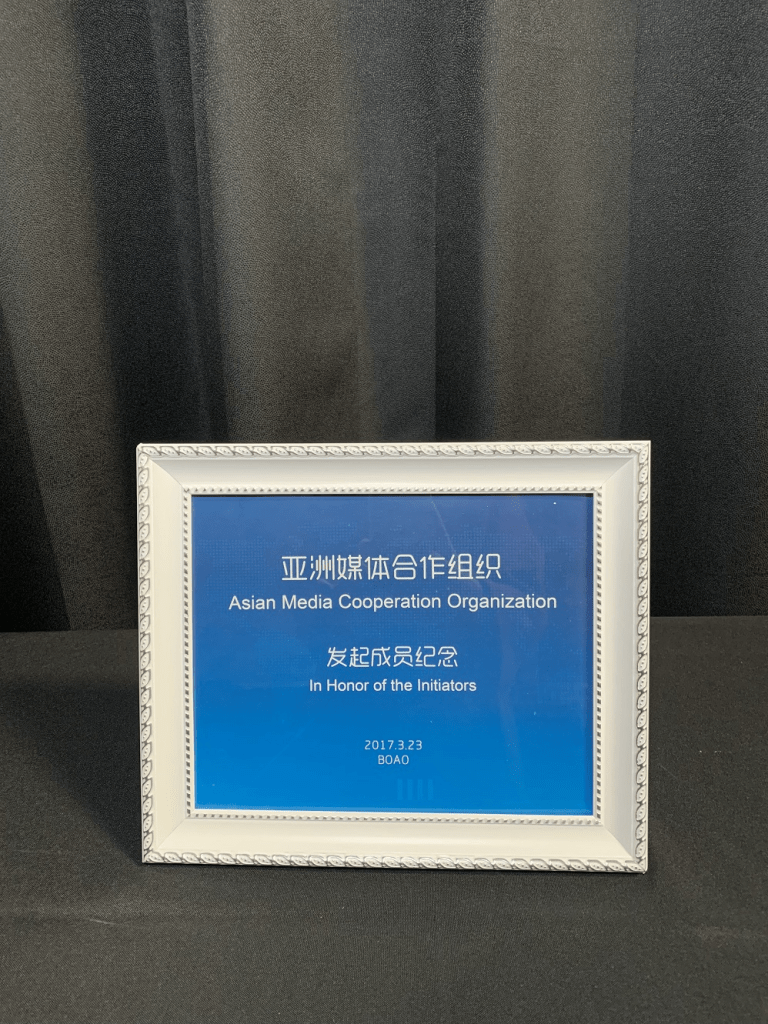 亚洲媒体合作组织
Asian Media Cooperation Organization
发起成员纪念
In Honor of the Initiators
2017.3.23
BOAO